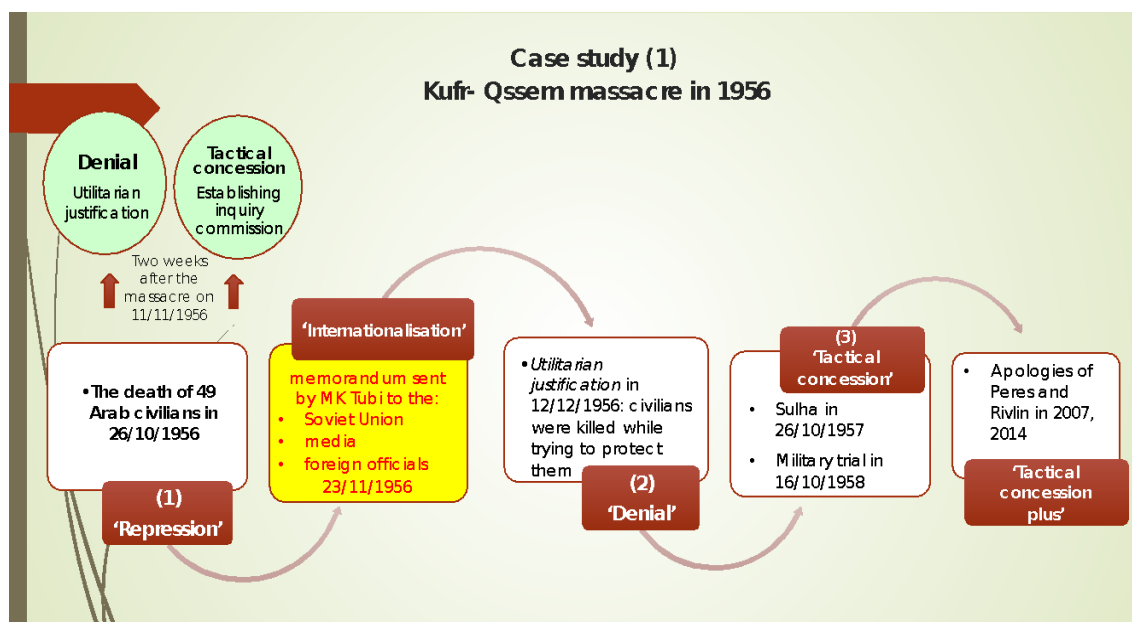 Case study (1)
Kufr- Qssem massacre in 1956
Denial
Utilitarian
justification
Tactical
concession
Establishing
inquiry
commission
Two weeks
after the
massacre on
11/11/1956
•The death of 49
Arab civilians in
26/10/1956
(1)
‘Repression’
‘Internationalisation’
memorandum sent
by MK Tubi to the:
• Soviet Union
• media
• foreign officials
23/11/1956
•Utilitarian
justification in
12/12/1956: civilians
were killed while
trying to protect
them
(2)
‘Denial’
(3)
‘Tactical
concession’
• Sulha in
26/10/1957
• Military trial in
16/10/1958
• Apologies of
Peres and
Rivlin in 2007,
2014
‘Tactical
concession
plus’